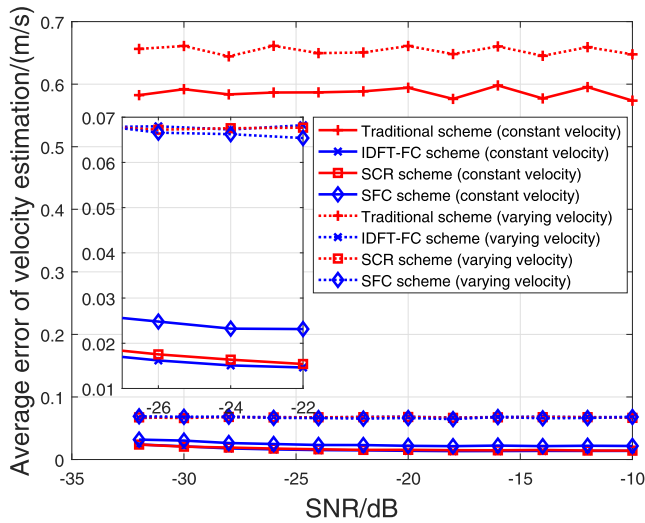 Average error of velocity estimation/(m/s)
0.7
0.6
0.5
0.4
0.3
0.2
0.1
0
-35
-30
-25
-20
-15
-10
SNR/dB
0.07
0.06
0.05
0.04
0.03
0.02
0.01
-26
-24
-22
Traditional scheme (constant velocity)
IDFT-FC scheme (constant velocity)
SCR scheme (constant velocity)
SFC scheme (constant velocity)
Traditional scheme (varying velocity)
IDFT-FC scheme (varying velocity)
SCR scheme (varying velocity)
SFC scheme (varying velocity)